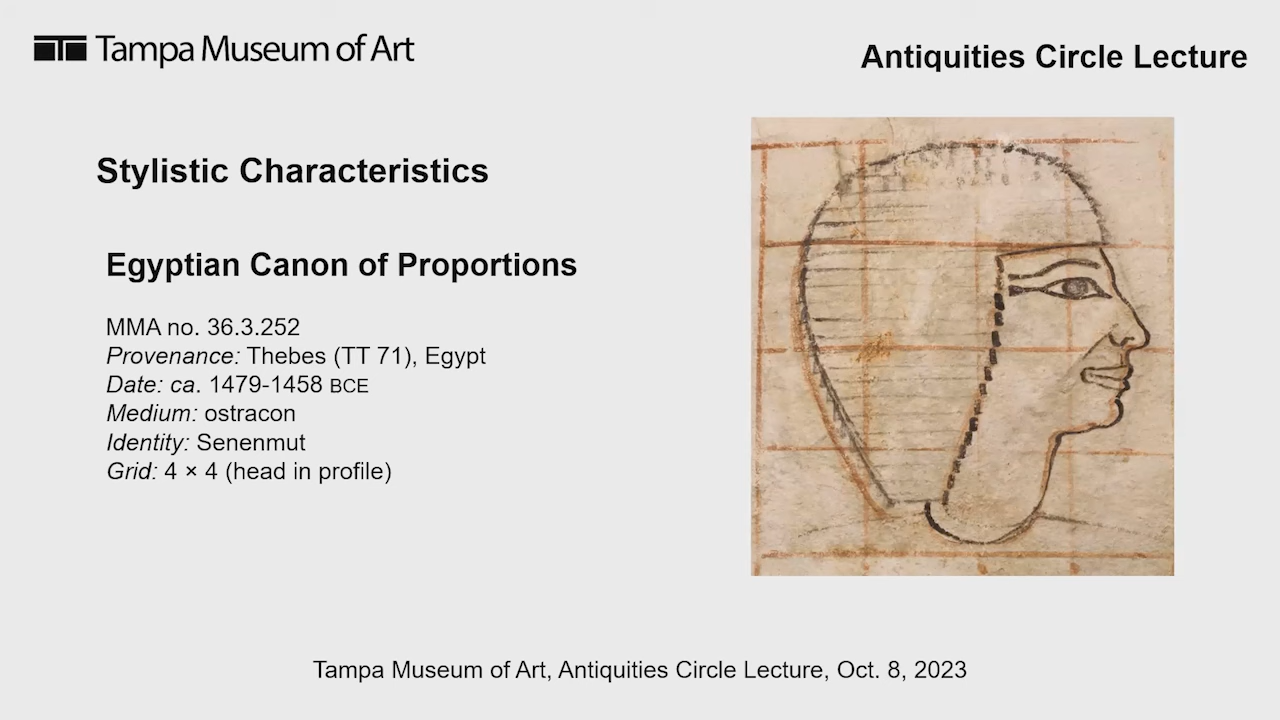 Tampa Museum of Art
Antiquities Circle Lecture
Stylistic Characteristics
Egyptian Canon of Proportions
MMA no. 36.3.252
Provenance: Thebes (TT 71), Egypt
Date: ca. 1479-1458 BCE
Medium: ostracon
Identity: Senenmut
Grid: 4 × 4 (head in profile)
Tampa Museum of Art, Antiquities Circle Lecture, Oct. 8, 2023